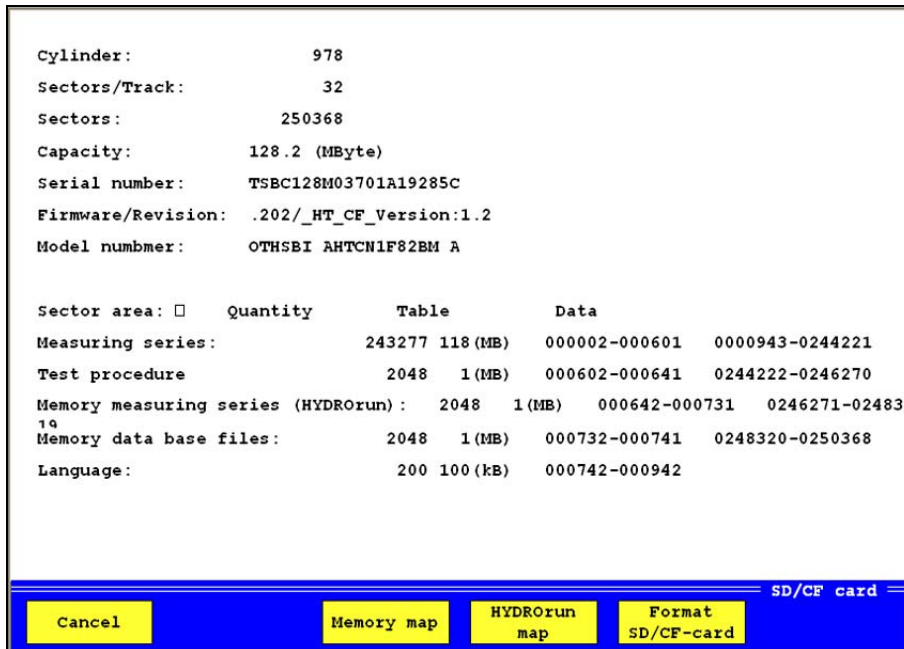 Cylinder: 978
Sectors/Track: 32
Sectors: 250368
Capacity: 128.2 (MByte)
Serial number: TSBC128M03701A19285C
Firmware/Revision: .202/_HT_CF_Version:1.2
Model numbmer: OTHSBI AHTCN1F82BM A
Sector area: □ Quantity Table Data
Measuring series: 243277 118(MB) 000002-000601 0000943-0244221
Test procedure 2048 1(MB) 000602-000641 0244222-0246270
Memory measuring series (HYDROrun): 2048 1(MB) 000642-000731 0246271-02483
19
Memory data base files: 2048 1(MB) 000732-000741 0248320-0250368
Language: 200 100(kB) 000742-000942
SD/CF card
Cancel Memory map HYDROrun map Format SD/CF-card